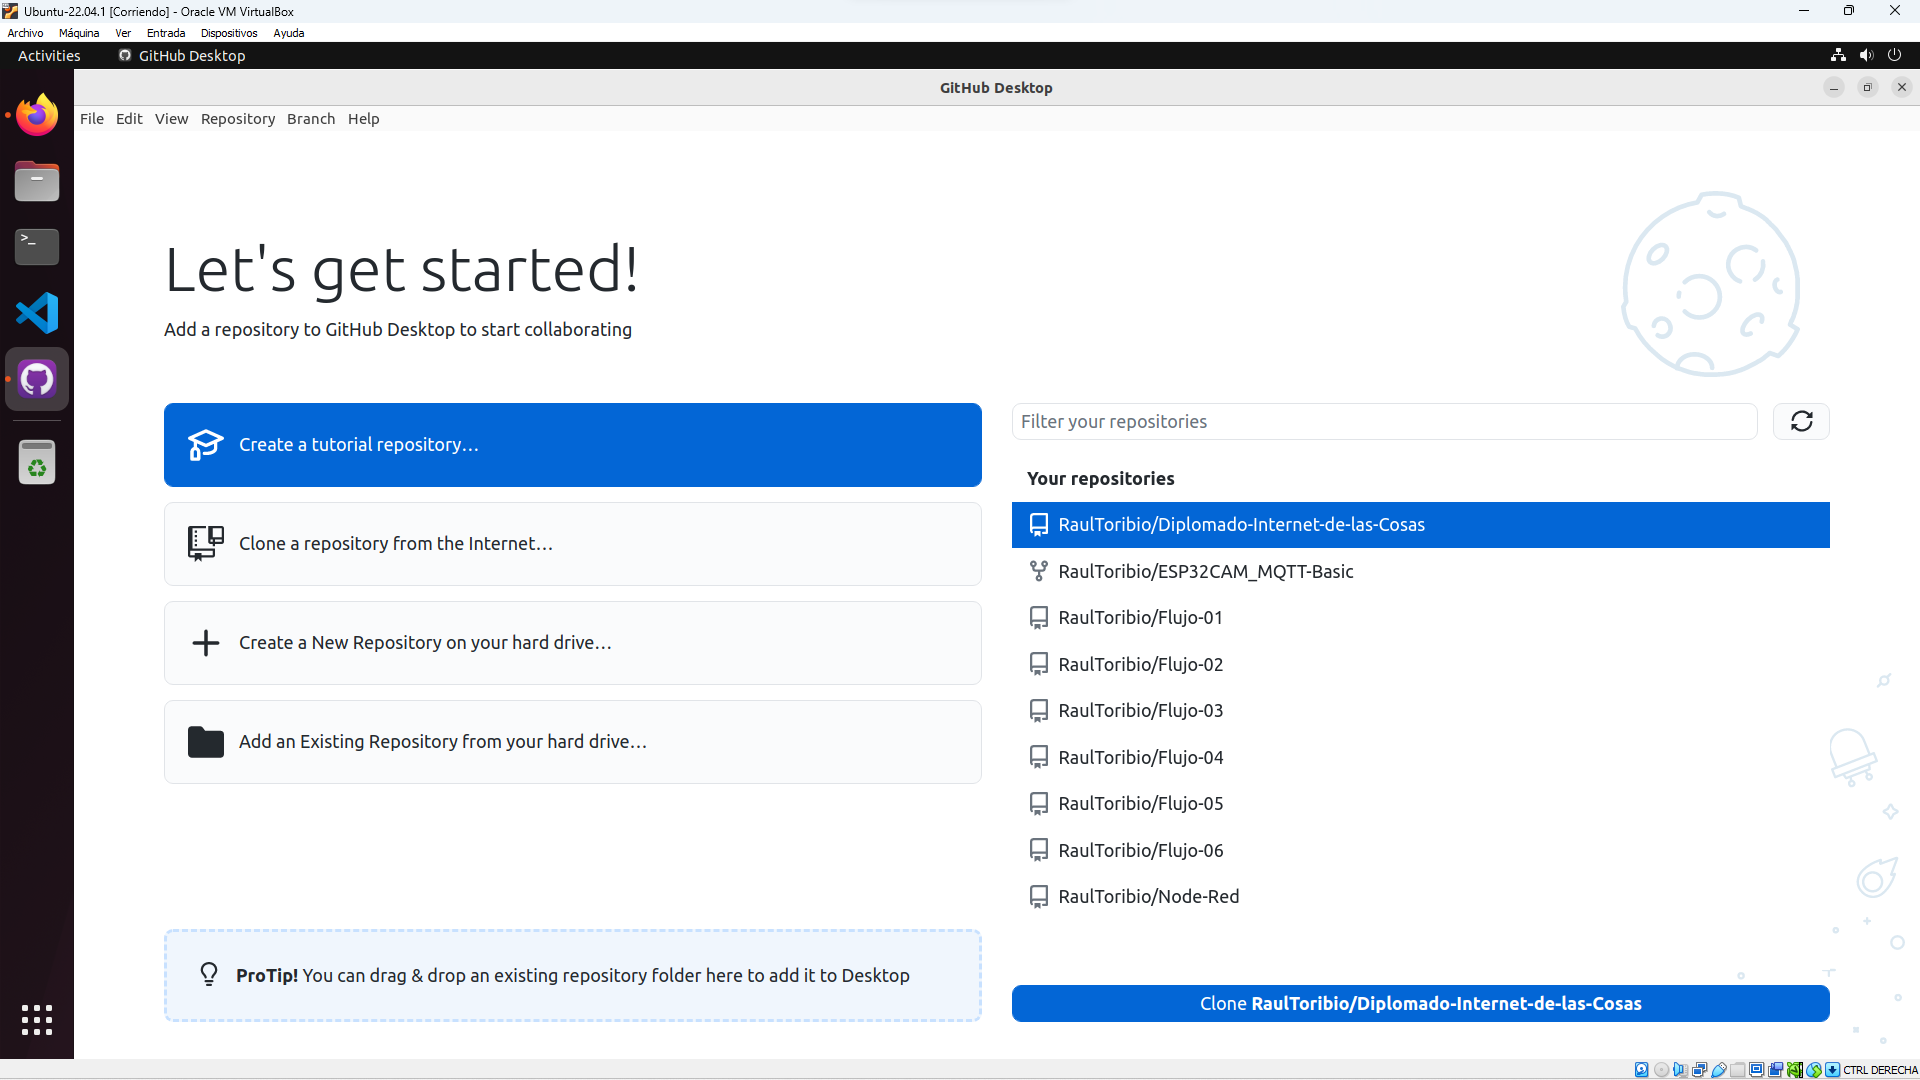 Ubuntu-22.04.1 [Corriendo] - Oracle VM VirtualBox
Archivo Máquina Ver Entrada Dispositivos Ayuda
Activities GitHub Desktop
GitHub Desktop
File Edit View Repository Branch Help
Let's get started!
Add a repository to GitHub Desktop to start collaborating
Create a tutorial repository…
Clone a repository from the Internet…
Create a New Repository on your hard drive…
Add an Existing Repository from your hard drive…
ProTip! You can drag & drop an existing repository folder here to add it to Desktop
Filter your repositories
Your repositories
RaulToribio/Diplomado-Internet-de-las-Cosas
RaulToribio/ESP32CAM_MQTT-Basic
RaulToribio/Flujo-01
RaulToribio/Flujo-02
RaulToribio/Flujo-03
RaulToribio/Flujo-04
RaulToribio/Flujo-05
RaulToribio/Flujo-06
RaulToribio/Node-Red
Clone RaulToribio/Diplomado-Internet-de-las-Cosas
CTRL DERECHA